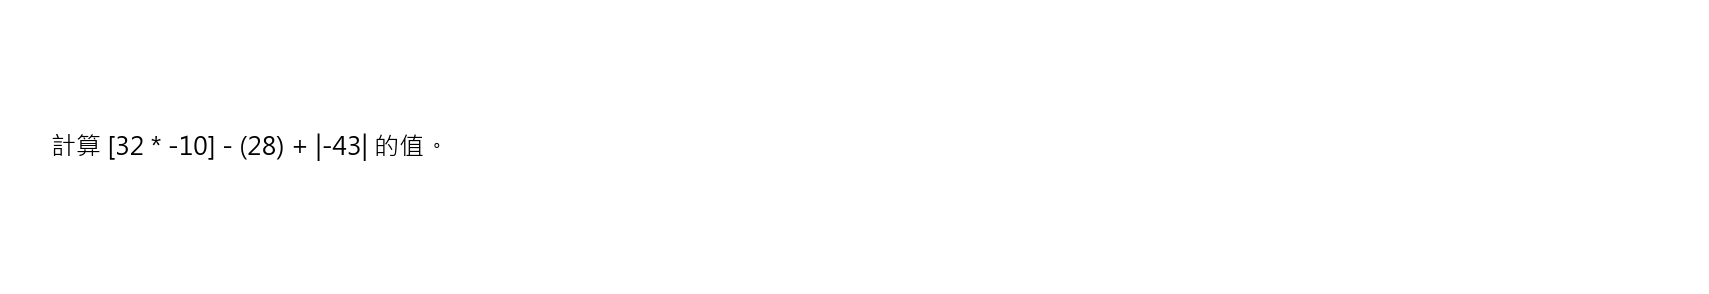 計算 [32 * -10] - (28) + |-43| 的值。